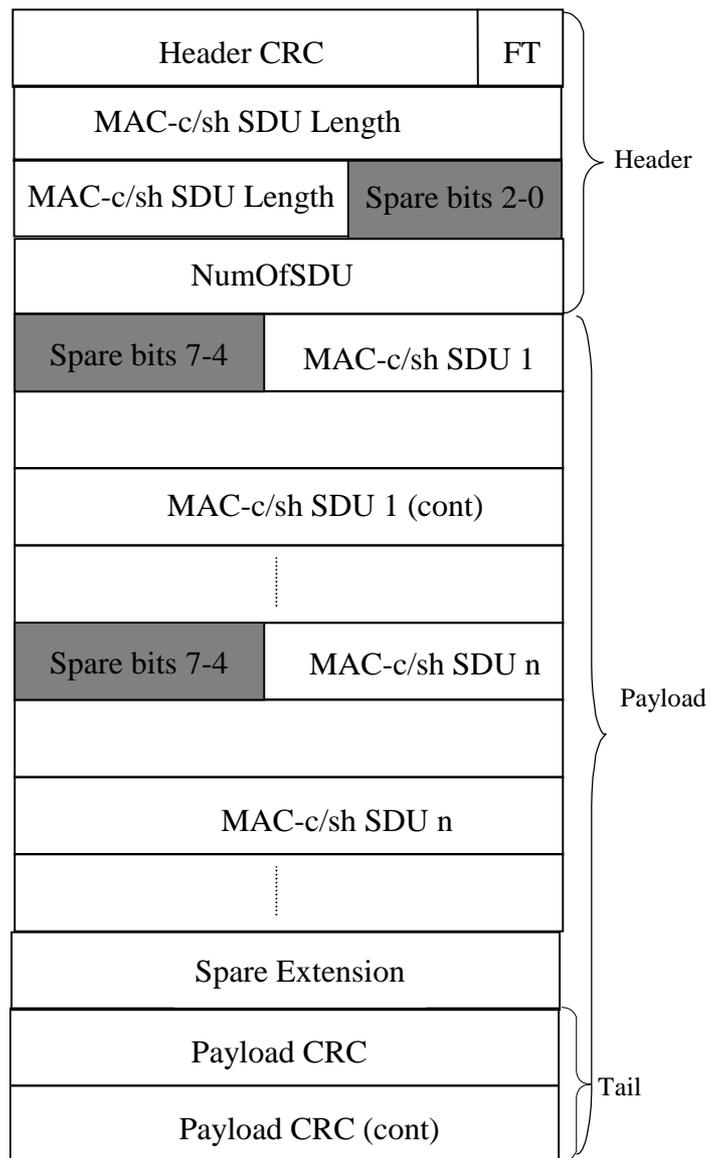 Header CRC FT
MAC-c/sh SDU Length
Header
MAC-c/sh SDU Length Spare bits 2-0
NumOfSDU
Spare bits 7-4 MAC-c/sh SDU 1
MAC-c/sh SDU 1 (cont)
Spare bits 7-4 MAC-c/sh SDU n
Payload
MAC-c/sh SDU n
Spare Extension
Payload CRC
Tail
Payload CRC (cont)